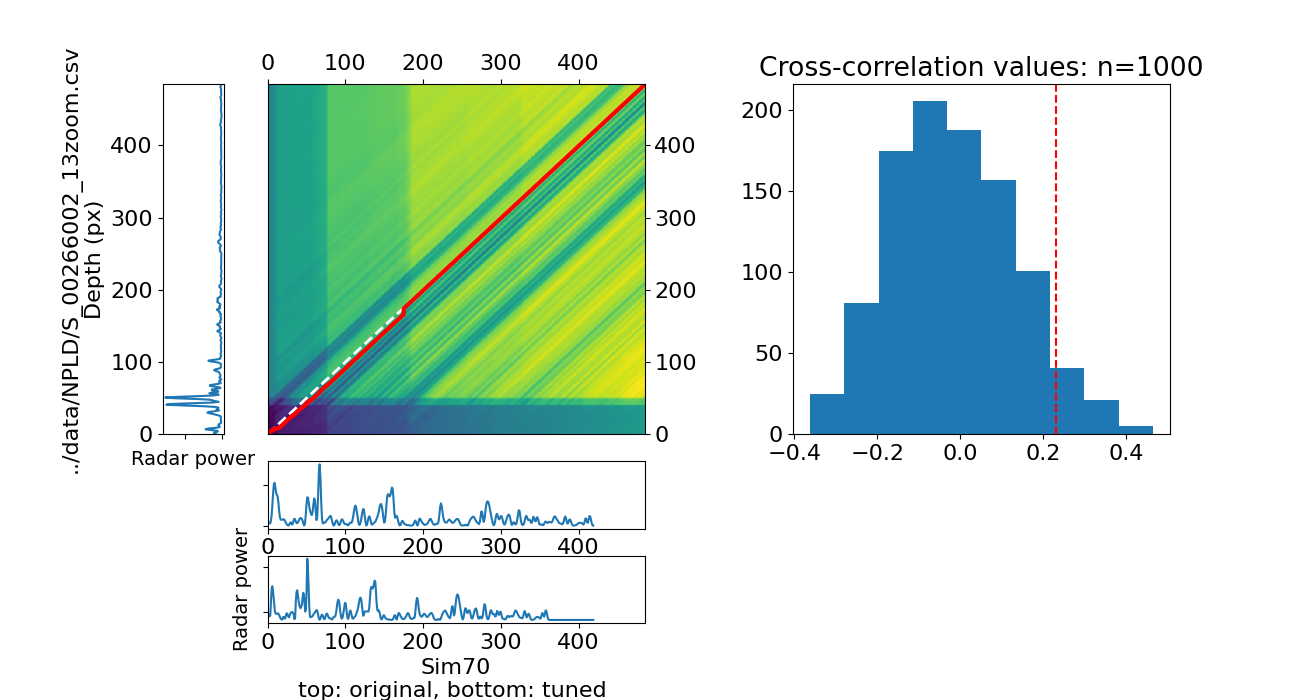 Cross-correlation values: n=1000
../data/NPLD/S_00266002_13zoom.csv
Depth (px)
0 100 200 300 400
400
300
200
100
0
400
300
200
100
0
200
150
100
50
0
−0.4 −0.2 0.0 0.2 0.4
Radar power
0 100 200 300 400
Radar power
0 100 200 300 400
Sim70
top: original, bottom: tuned